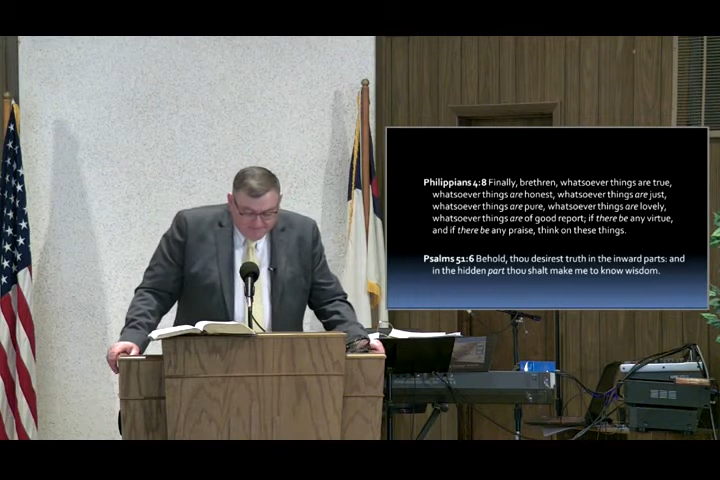 Philippians 4:8 Finally, brethren, whatsoever things are true,
whatsoever things are honest, whatsoever things are just,
whatsoever things are pure, whatsoever things are lovely,
whatsoever things are of good report; if there be any virtue,
and if there be any praise, think on these things.
Psalms 51:6 Behold, thou desirest truth in the inward parts: and
in the hidden part thou shalt make me to know wisdom.